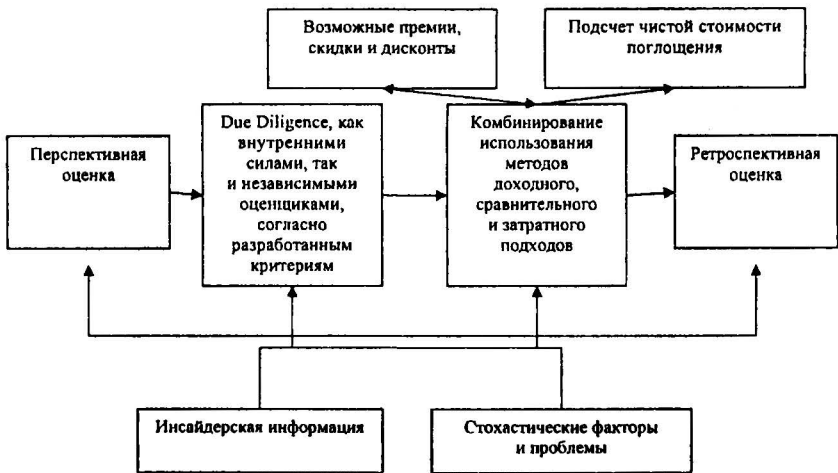 Возможные премии,
скидки и дисконты
Подсчет чистой стоимости
поглощения
Перспективная
оценка
Due Diligence, как
внутренними
силами, так
и независимыми
оценщиками,
согласно
разработанным
критериям
Комбинирование
использования
методов
доходного,
сравнительного
и затратного
подходов
Ретроспективная
оценка
Инсайдерская информация
Стохастические факторы
и проблемы